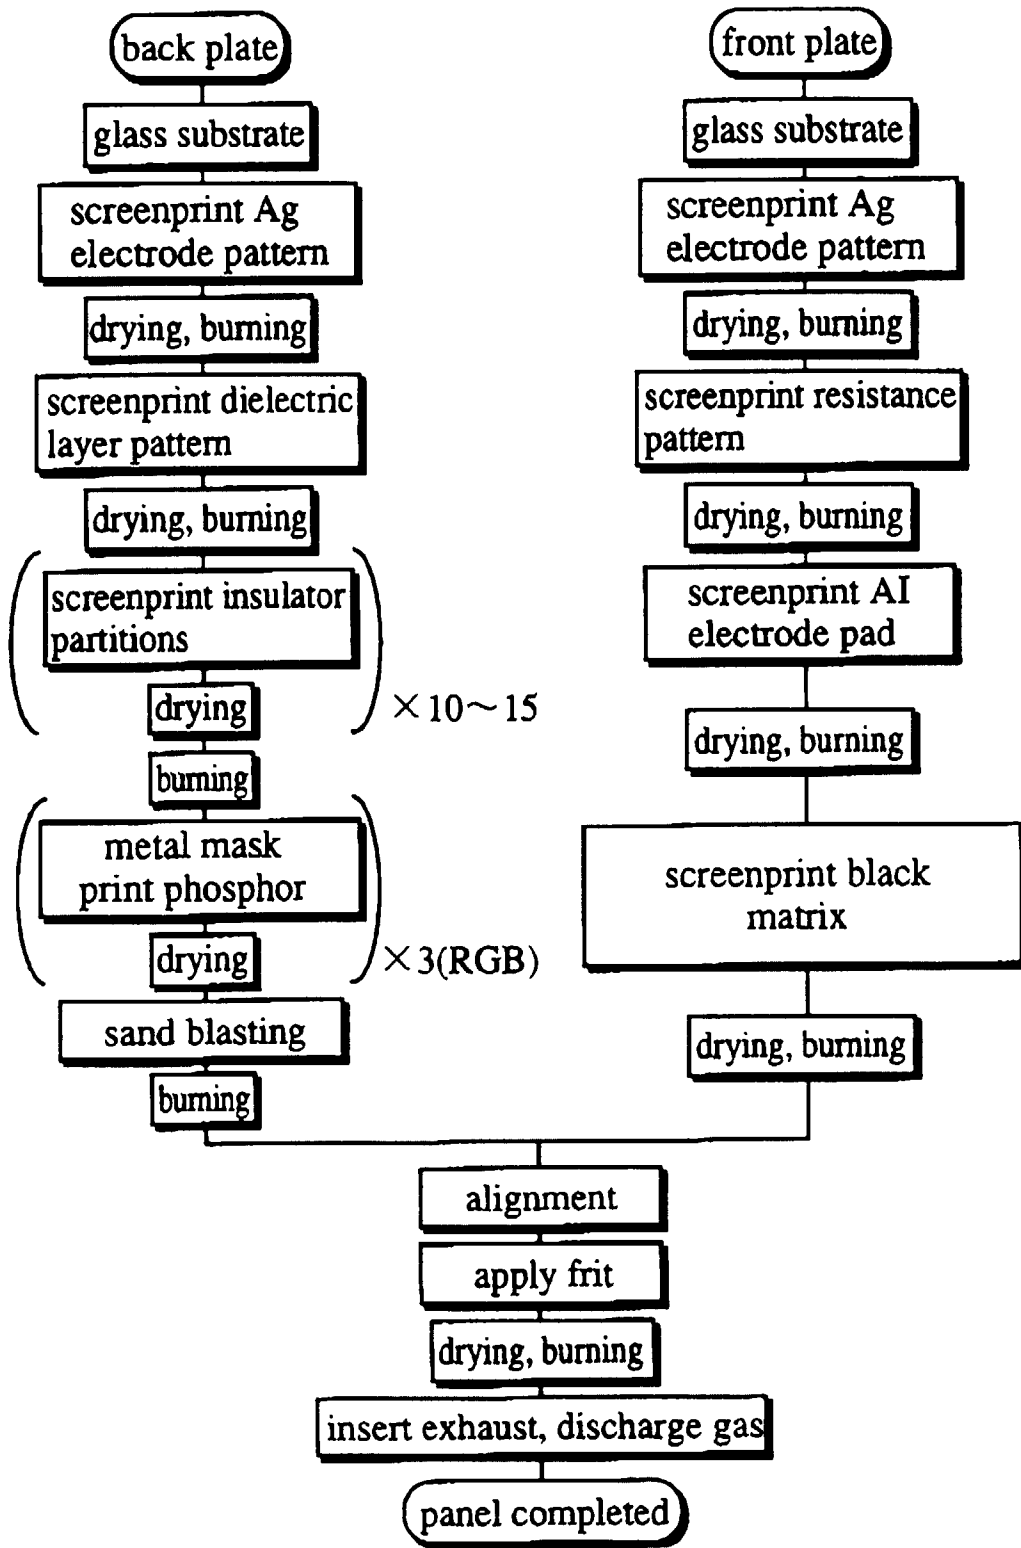 back plate
glass substrate
screenprint Ag
electrode pattern
drying, burning
screenprint dielectric
layer pattern
drying, burning
screenprint insulator
partitions
drying
×10~15
burning
metal mask
print phosphor
drying
×3(RGB)
sand blasting
burning
front plate
glass substrate
screenprint Ag
electrode pattern
drying, burning
screenprint resistance
pattern
drying, burning
screenprint AI
electrode pad
drying, burning
screenprint black
matrix
drying, burning
alignment
apply frit
drying, burning
insert exhaust, discharge gas
panel completed